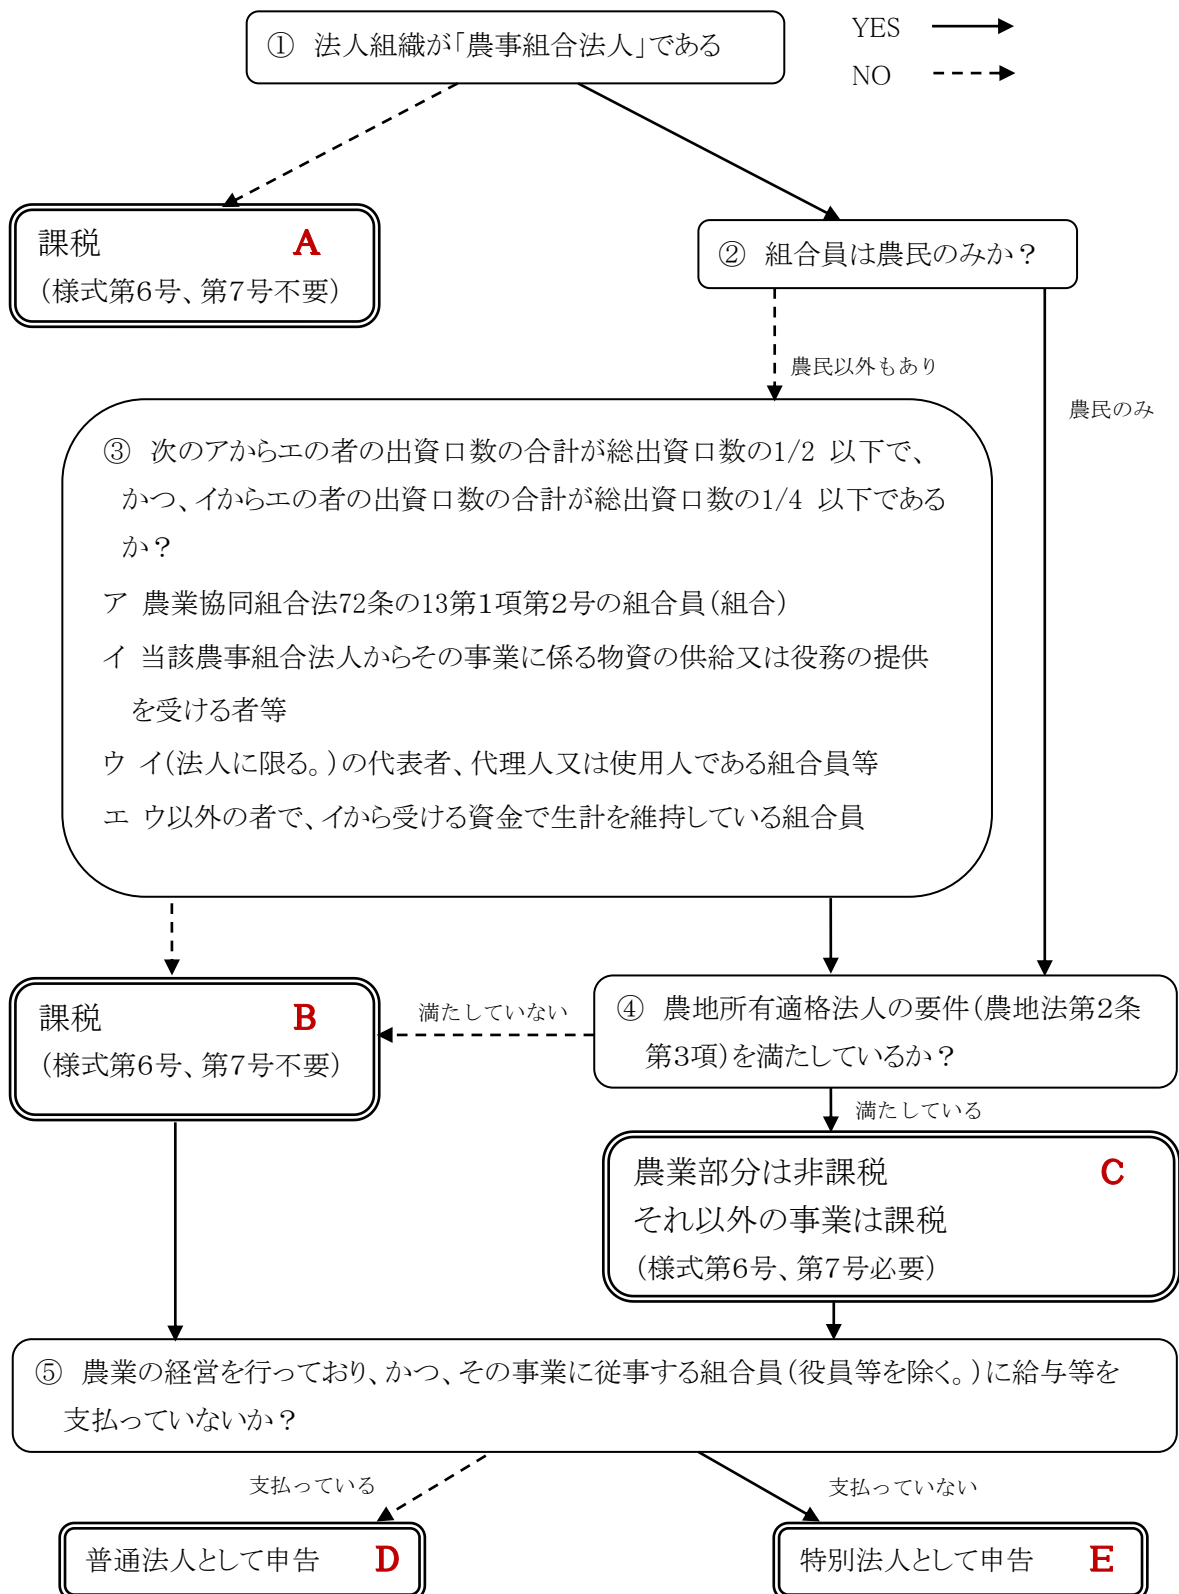 ① 法人組織が「農事組合法人」である
YES
NO
課税 A
(様式第6号、第7号不要)
② 組合員は農民のみか?
農民以外もあり
農民のみ
③ 次のアからエの者の出資口数の合計が総出資口数の1/2 以下で、
かつ、イからエの者の出資口数の合計が総出資口数の1/4 以下である
か?
ア 農業協同組合法72条の13第1項第2号の組合員(組合)
イ 当該農事組合法人からその事業に係る物資の供給又は役務の提供
を受ける者等
ウ イ(法人に限る。)の代表者、代理人又は使用人である組合員等
エ ウ以外の者で、イから受ける資金で生計を維持している組合員
課税 B
(様式第6号、第7号不要)
満たしていない
④ 農地所有適格法人の要件(農地法第2条
第3項)を満たしているか?
満たしている
農業部分は非課税 C
それ以外の事業は課税
(様式第6号、第7号必要)
⑤ 農業の経営を行っており、かつ、その事業に従事する組合員(役員等を除く。)に給与等を
支払っていないか?
支払っている
支払っていない
普通法人として申告 D
特別法人として申告 E